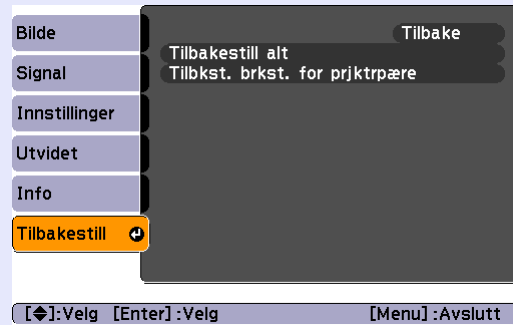 Bilde
Signal
Innstillinger
Utvidet
Info
Tilbakestill
Tilbake
Tilbakestill alt
Tilbkst. brkst. for prjktrpære
[◆]:Velg [Enter]:Velg [Menu]:Avslutt